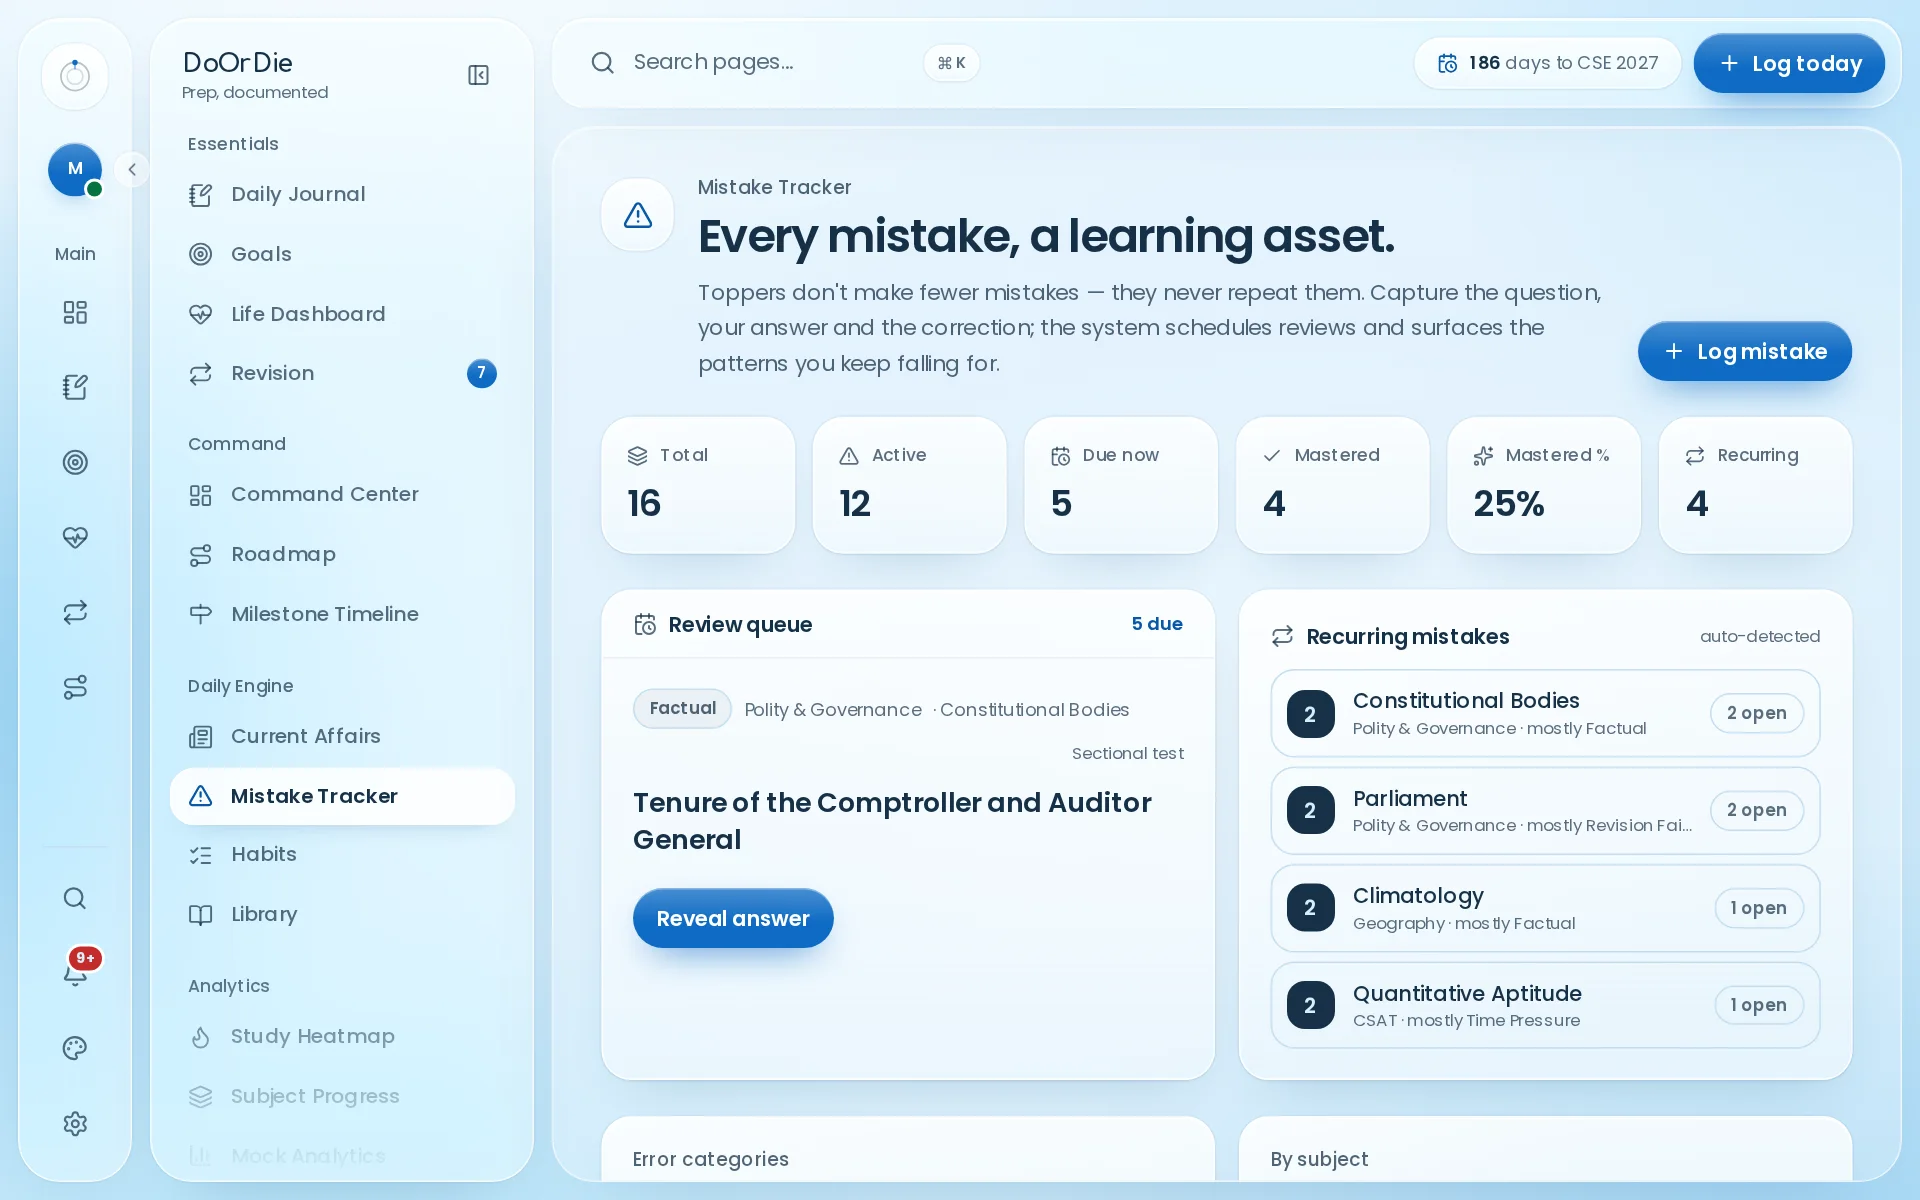 M
Main
9+
DoOrDie
Prep, documented
Essentials
Daily Journal
Goals
Life Dashboard
Revision 7
Command
Command Center
Roadmap
Milestone Timeline
Daily Engine
Current Affairs
Mistake Tracker
Habits
Library
Analytics
Study Heatmap
Subject Progress
Mock Analytics
Search pages... ⌘ K
186 days to CSE 2027
Log today
Mistake Tracker
Every mistake, a learning asset.
Toppers don't make fewer mistakes — they never repeat them. Capture the question,
your answer and the correction; the system schedules reviews and surfaces the
patterns you keep falling for.
Log mistake
Total
16
Active
12
Due now
5
Mastered
4
Mastered %
25%
Recurring
4
Review queue 5 due
Factual Polity & Governance · Constitutional Bodies
Sectional test
Tenure of the Comptroller and Auditor
General
Reveal answer
Recurring mistakes auto-detected
2 Constitutional Bodies 2 open
Polity & Governance · mostly Factual
2 Parliament 2 open
Polity & Governance · mostly Revision Fai...
2 Climatology 1 open
Geography · mostly Factual
2 Quantitative Aptitude 1 open
CSAT · mostly Time Pressure
Error categories
By subject